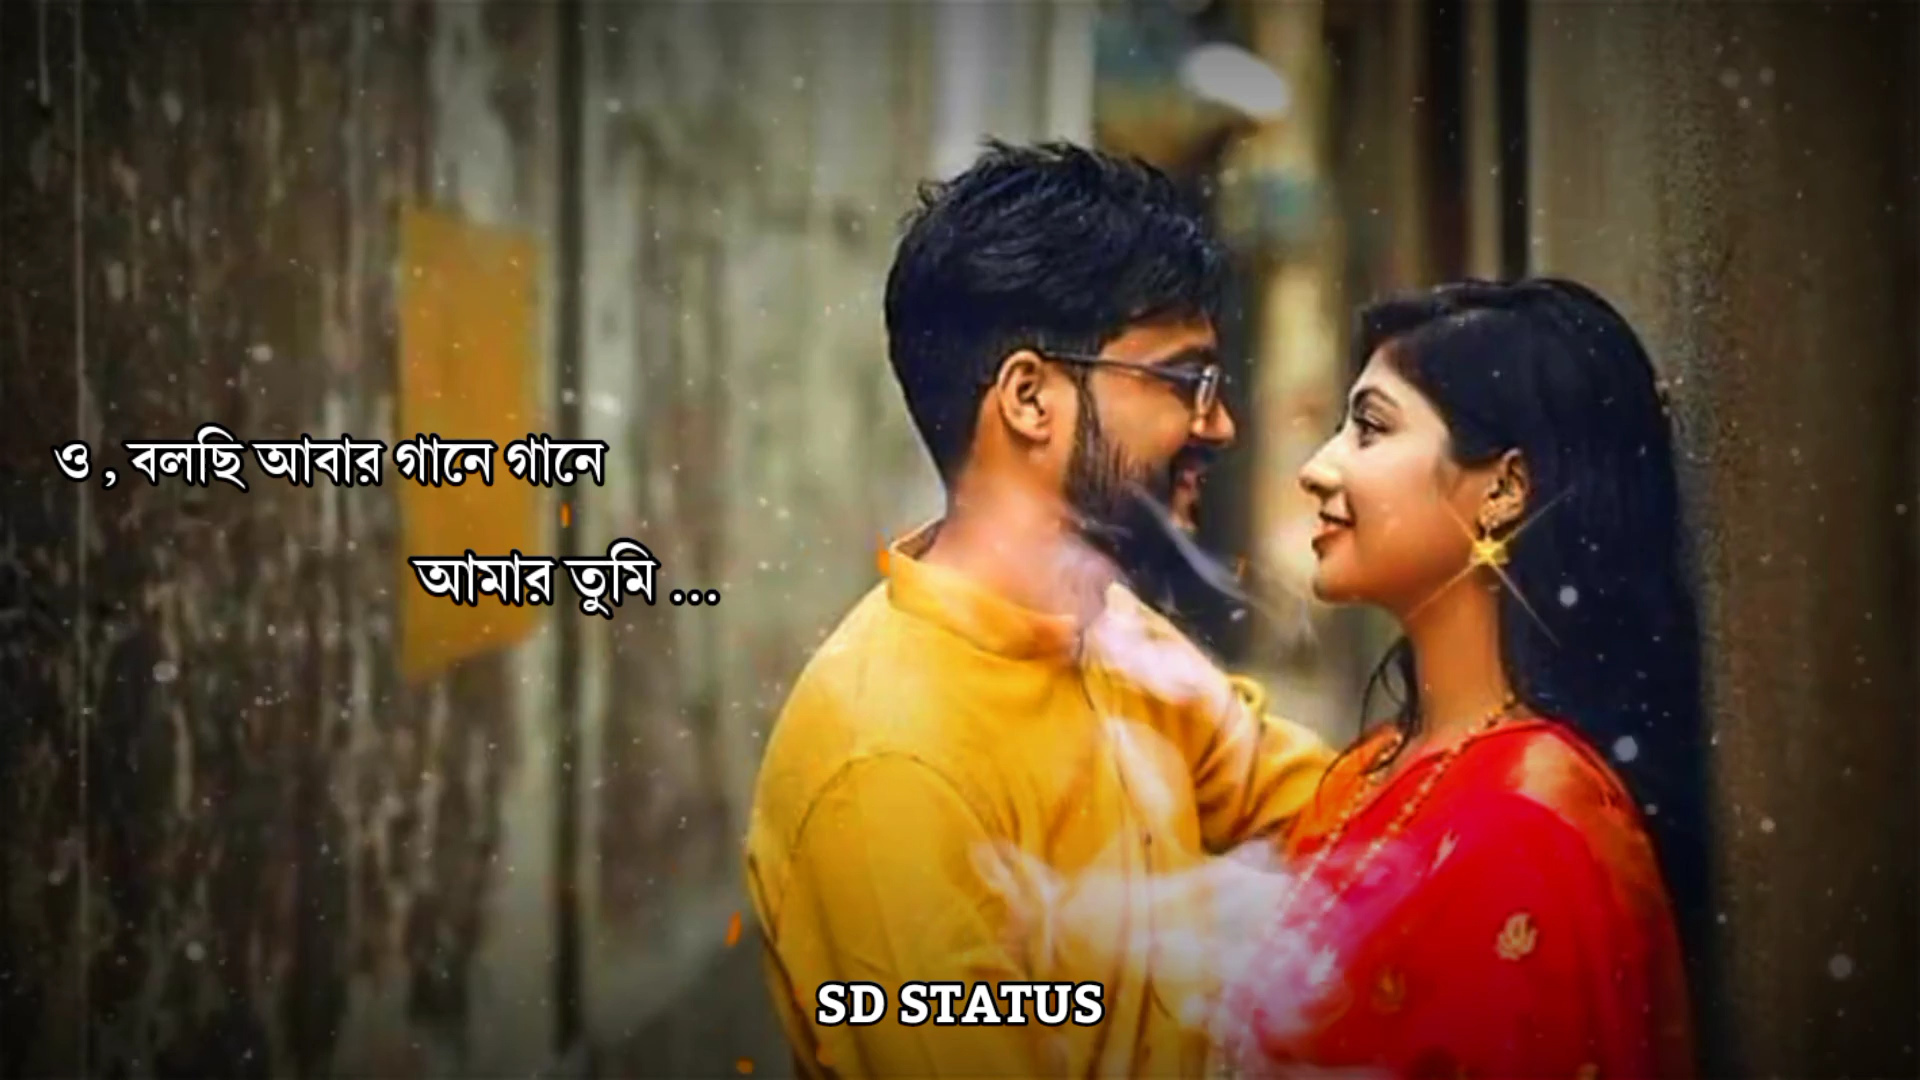 ও , বলছি আবার গানে গানে
আমার তুমি ...
SD STATUS